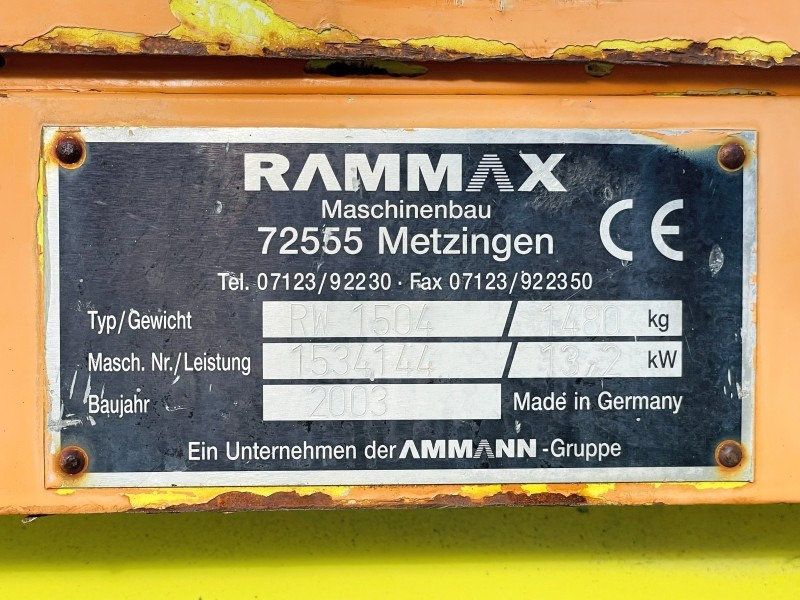 RAMMAX
Maschinenbau
72555 Metzingen
CE
Tel. 07123/92230 · Fax 07123/922350
Typ/Gewicht RW 1504 / 1480 kg
Masch. Nr./Leistung 1534144 / 13,2 kW
Baujahr 2003 Made in Germany
Ein Unternehmen der AMMANN-Gruppe